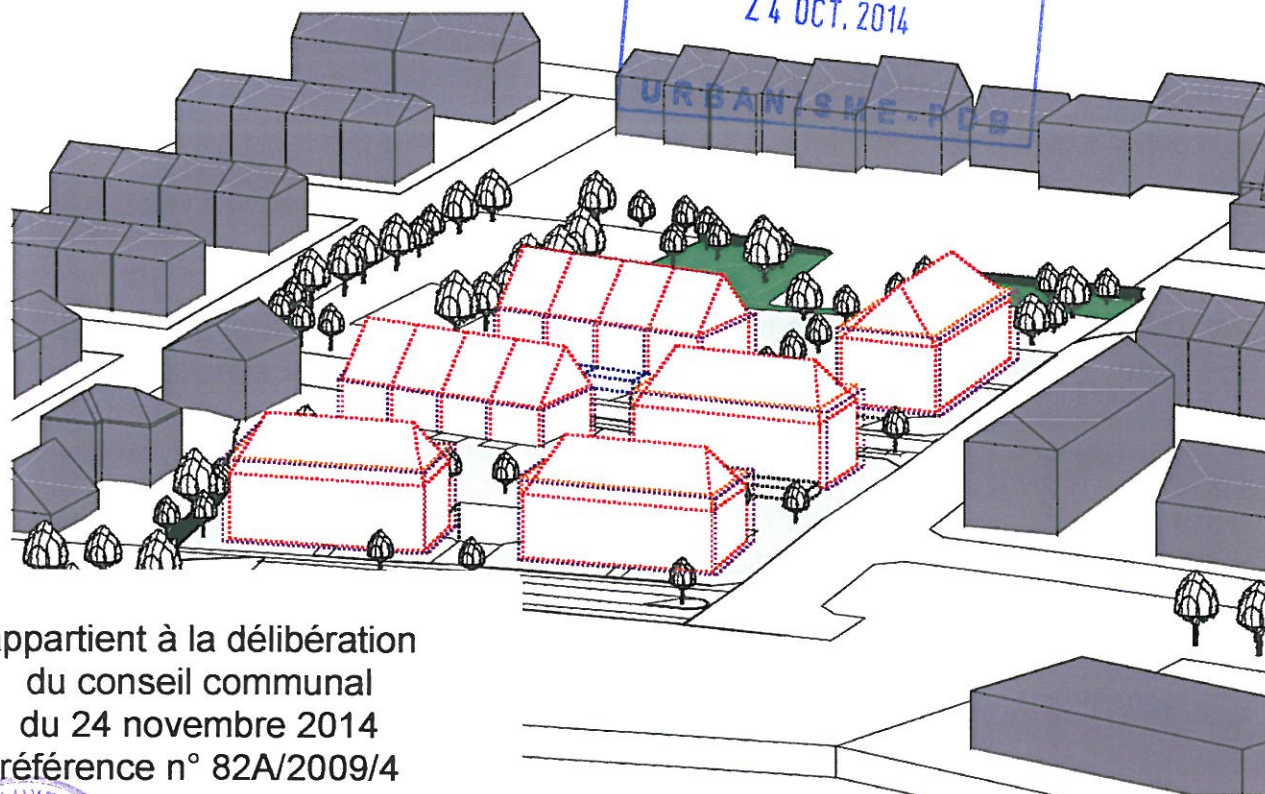 24 OCT. 2014
URBANISME-PDB
appartient à la délibération
du conseil communal
du 24 novembre 2014
référence n° 82A/2009/4